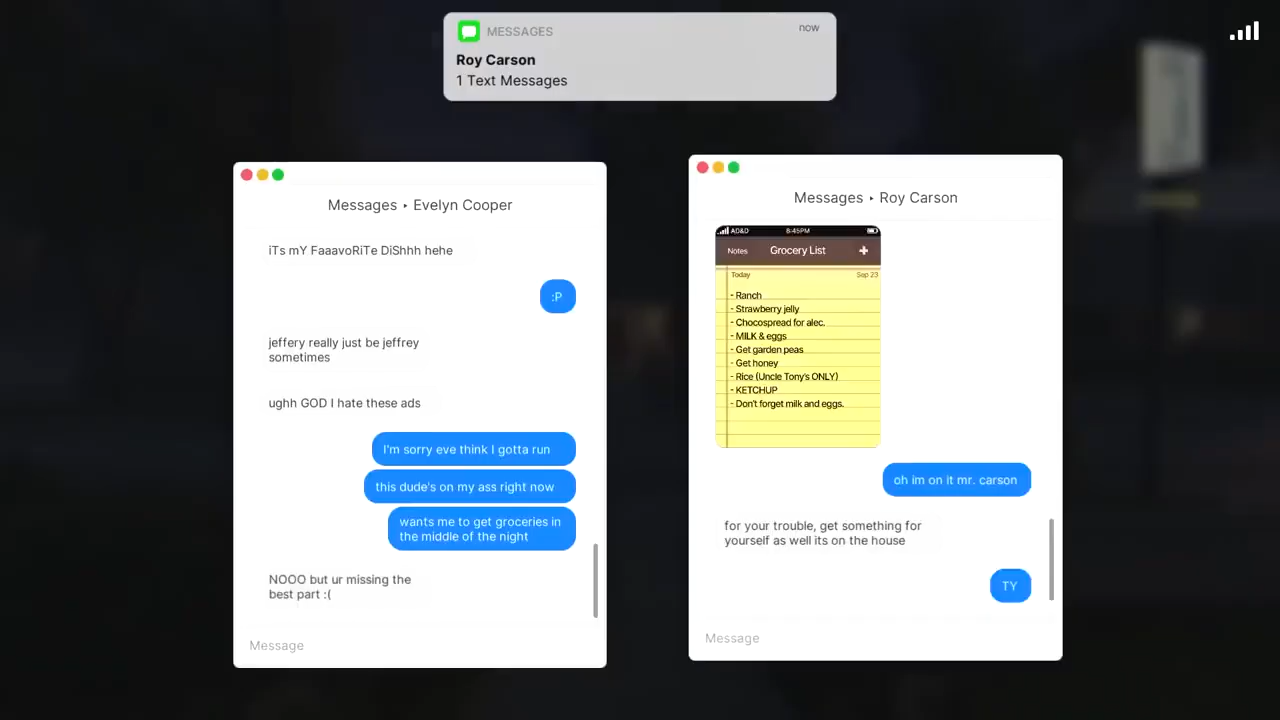 MESSAGES
now
Roy Carson
1 Text Messages
Messages ‣ Evelyn Cooper
iTs mY FaaavoRiTe DiShhh hehe
:P
jeffery really just be jeffrey
sometimes
ughh GOD I hate these ads
I'm sorry eve think I gotta run
this dude's on my ass right now
wants me to get groceries in
the middle of the night
NOOO but ur missing the
best part :(
Message
Messages ‣ Roy Carson
AD&D
8:45PM
Notes
Grocery List
+
Today
Sep 23
- Ranch
- Strawberry jelly
- Chocospread for alec.
- MILK & eggs
- Get garden peas
- Get honey
- Rice (Uncle Tony's ONLY)
- KETCHUP
- Don't forget milk and eggs.
oh im on it mr. carson
for your trouble, get something for
yourself as well its on the house
TY
Message